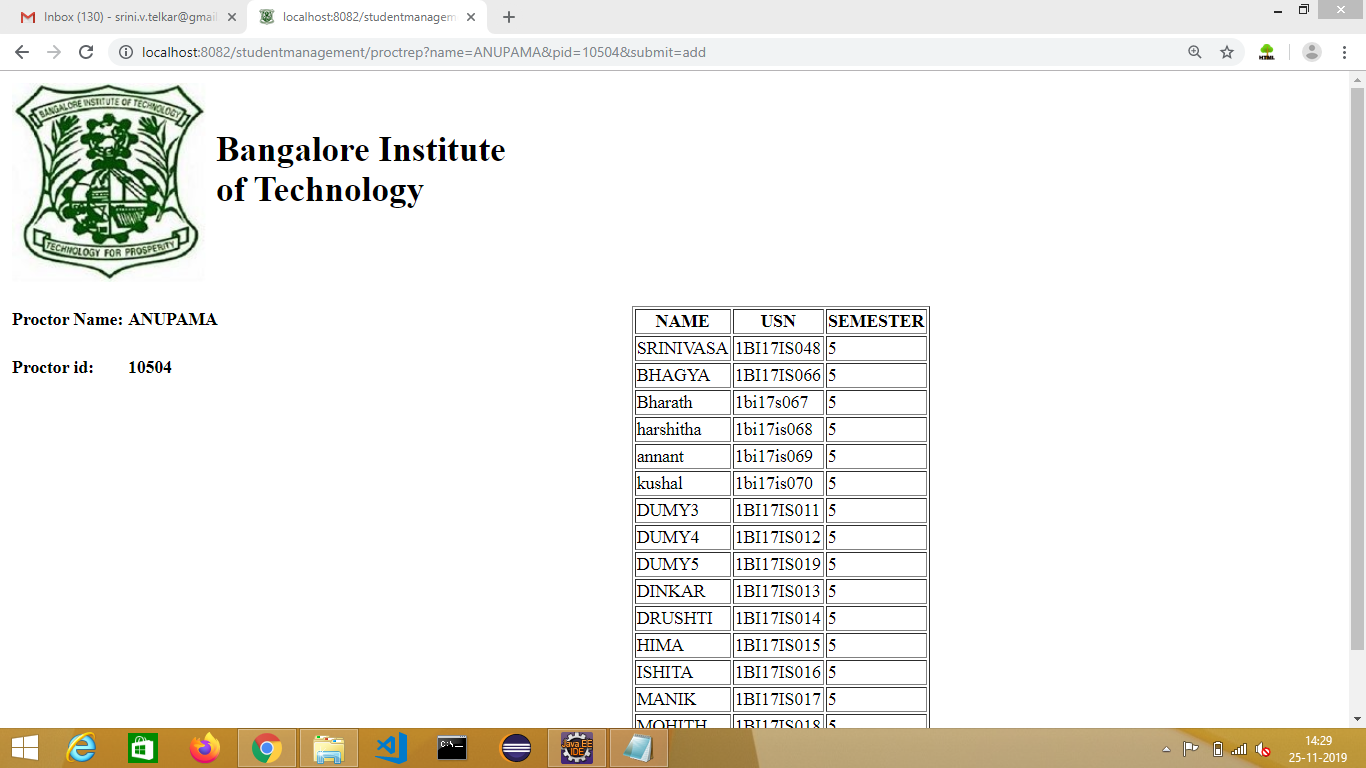 Inbox (130) - srini.v.telkar@gmai
localhost:8082/studentmanagem
localhost:8082/studentmanagement/proctrep?name=ANUPAMA&pid=10504&submit=add
HTML
BANGALORE INSTITUTE OF TECHNOLOGY
TECHNOLOGY FOR PROSPERITY
Bangalore Institute
of Technology
Proctor Name: ANUPAMA
Proctor id: 10504
NAME USN SEMESTER
SRINIVASA 1BI17IS048 5
BHAGYA 1BI17IS066 5
Bharath 1bi17s067 5
harshitha 1bi17is068 5
annant 1bi17is069 5
kushal 1bi17is070 5
DUMY3 1BI17IS011 5
DUMY4 1BI17IS012 5
DUMY5 1BI17IS019 5
DINKAR 1BI17IS013 5
DRUSHTI 1BI17IS014 5
HIMA 1BI17IS015 5
ISHITA 1BI17IS016 5
MANIK 1BI17IS017 5
MOHITH 1BI17IS018 5
C:\_
Java EE
IDE
14:29
25-11-2019